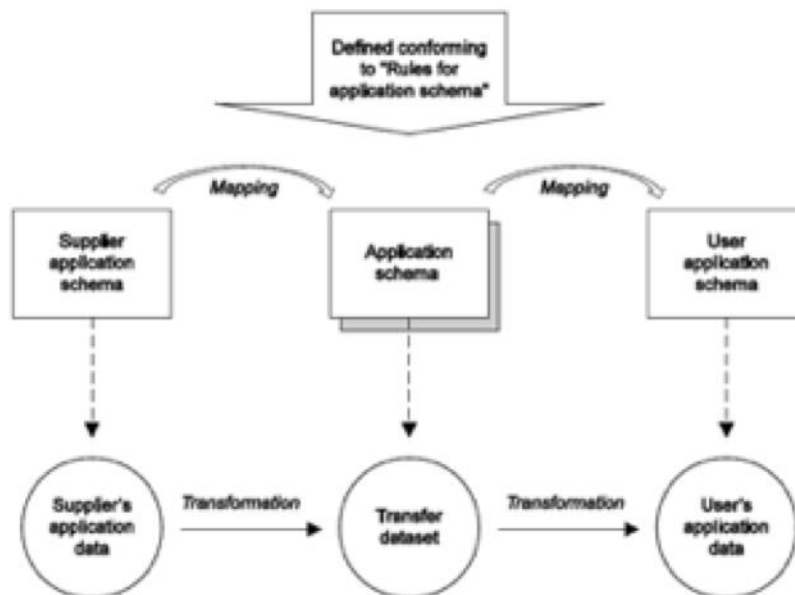 Defined conforming
to "Rules for
application schema"
Mapping
Mapping
Supplier
application
schema
Application
schema
User
application
schema
Supplier's
application
data
Transformation
Transfer
dataset
Transformation
User's
application
data